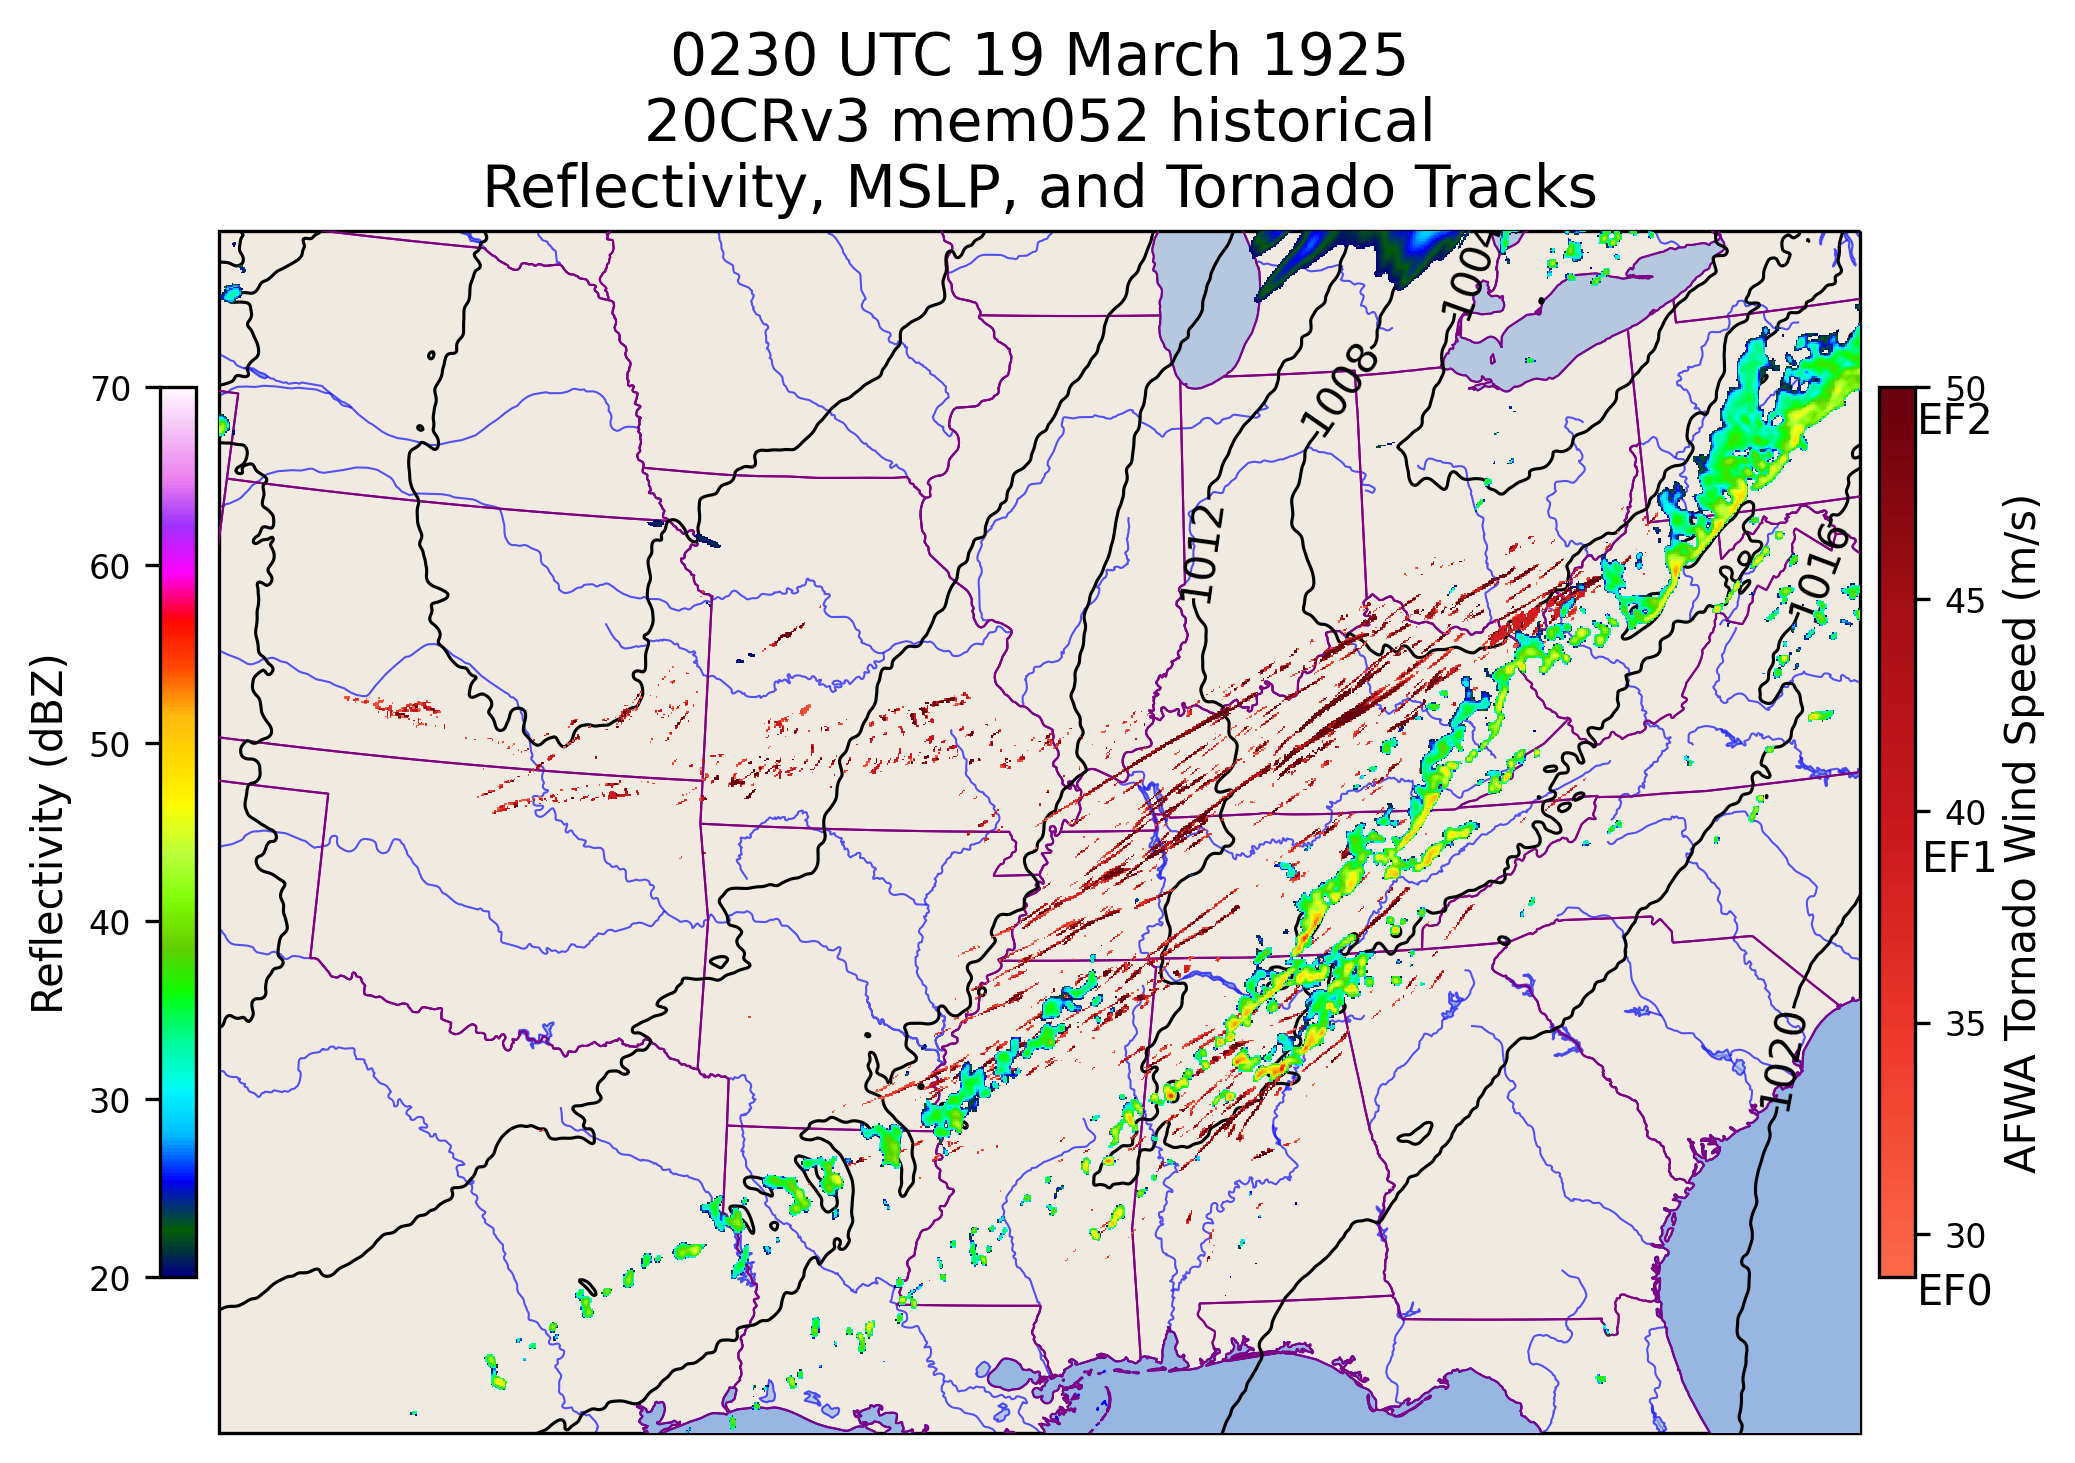 0230 UTC 19 March 1925
20CRv3 mem052 historical
Reflectivity, MSLP, and Tornado Tracks
1004
1008
1012
1016
1020
70
60
50
40
30
20
Reflectivity (dBZ)
50
EF2
45
40
EF1
35
30
EF0
AFWA Tornado Wind Speed (m/s)